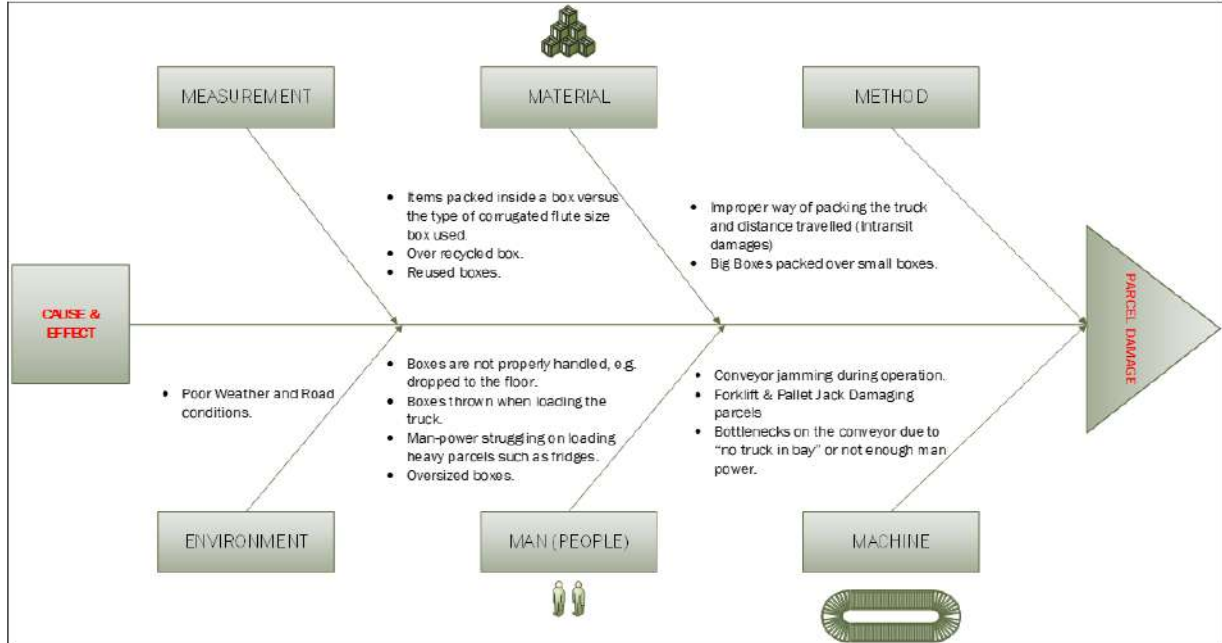 MEASUREMENT
MATERIAL
METHOD
• Items packed inside a box versus
the type of corrugated flute size
box used.
• Over recycled box.
• Reused boxes.
• Improper way of packing the truck
and distance travelled (Intransit
damages)
• Big Boxes packed over small boxes.
CAUSE &
EFFECT
PARCEL DAMAGE
• Poor Weather and Road
conditions.
• Boxes are not properly handled, e.g.
dropped to the floor.
• Boxes thrown when loading the
truck.
• Man-power struggling on loading
heavy parcels such as fridges.
• Oversized boxes.
• Conveyor jamming during operation.
• Forklift & Pallet Jack Damaging
parcels
• Bottlenecks on the conveyor due to
“no truck in bay” or not enough man
power.
ENVIRONMENT
MAN (PEOPLE)
MACHINE